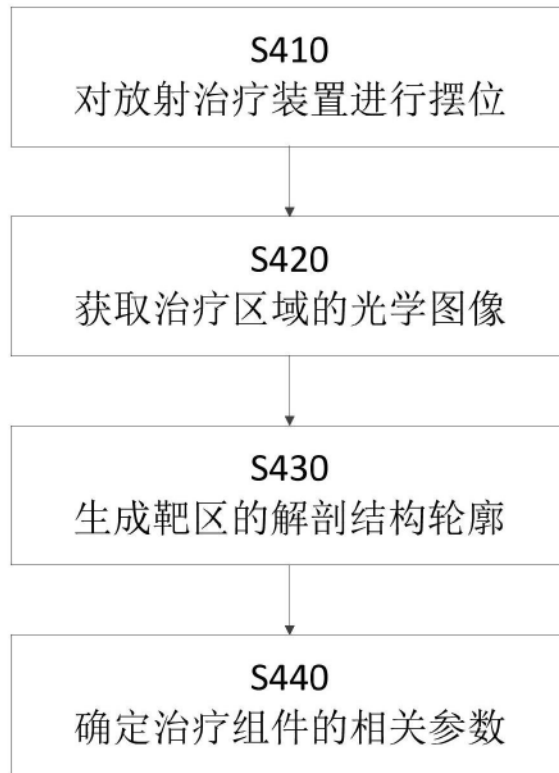 S410
对放射治疗装置进行摆位
S420
获取治疗区域的光学图像
S430
生成靶区的解剖结构轮廓
S440
确定治疗组件的相关参数